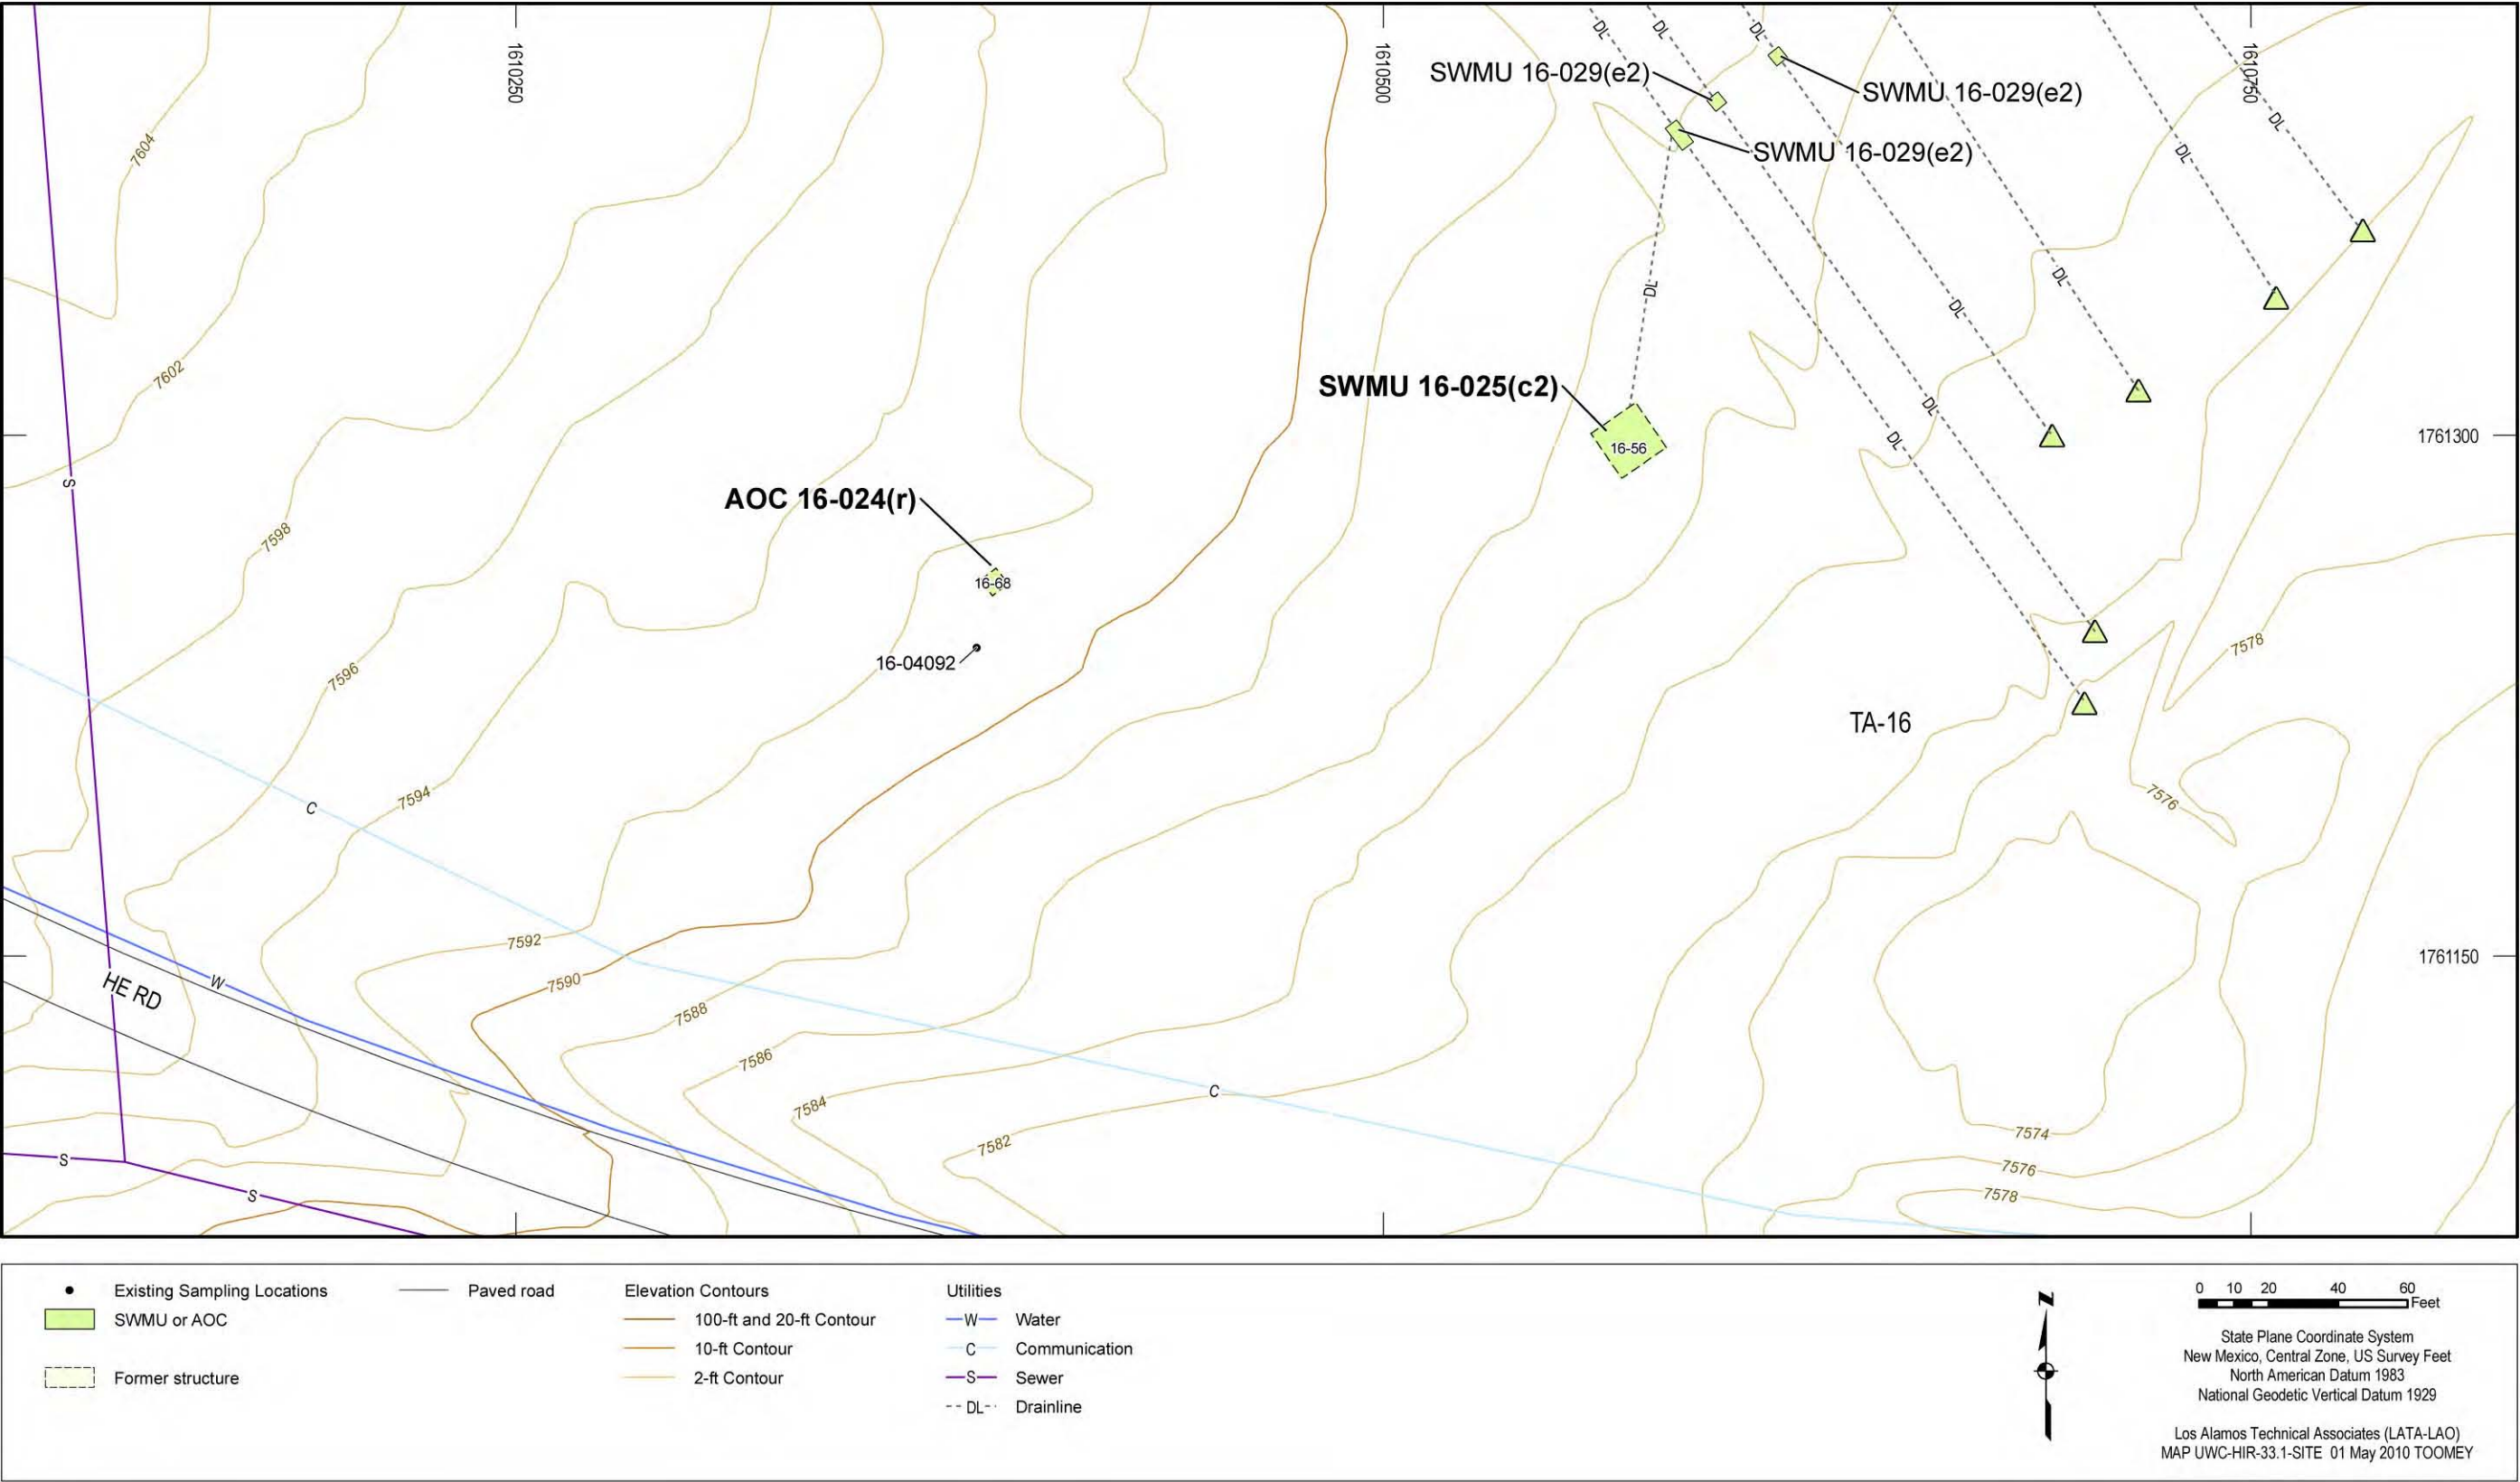 1610250
1610500
1610750
DL
DL
DL
SWMU 16-029(e2)
SWMU 16-029(e2)
SWMU 16-029(e2)
DL
DL
7604
DL
DL
DL
7602
SWMU 16-025(c2)
DL
DL
1761300
16-56
S
AOC 16-024(r)
7598
16-68
16-04092
7596
7578
TA-16
7594
7576
C
7592
1761150
7590
W
HE RD
7588
7586
C
7584
7582
7574
S
7576
S
7578
Existing Sampling Locations
SWMU or AOC
Former structure
Paved road
Elevation Contours
100-ft and 20-ft Contour
10-ft Contour
2-ft Contour
Utilities
W Water
C Communication
S Sewer
DL Drainline
N
0 10 20 40 60
Feet
State Plane Coordinate System
New Mexico, Central Zone, US Survey Feet
North American Datum 1983
National Geodetic Vertical Datum 1929
Los Alamos Technical Associates (LATA-LAO)
MAP UWC-HIR-33.1-SITE 01 May 2010 TOOMEY